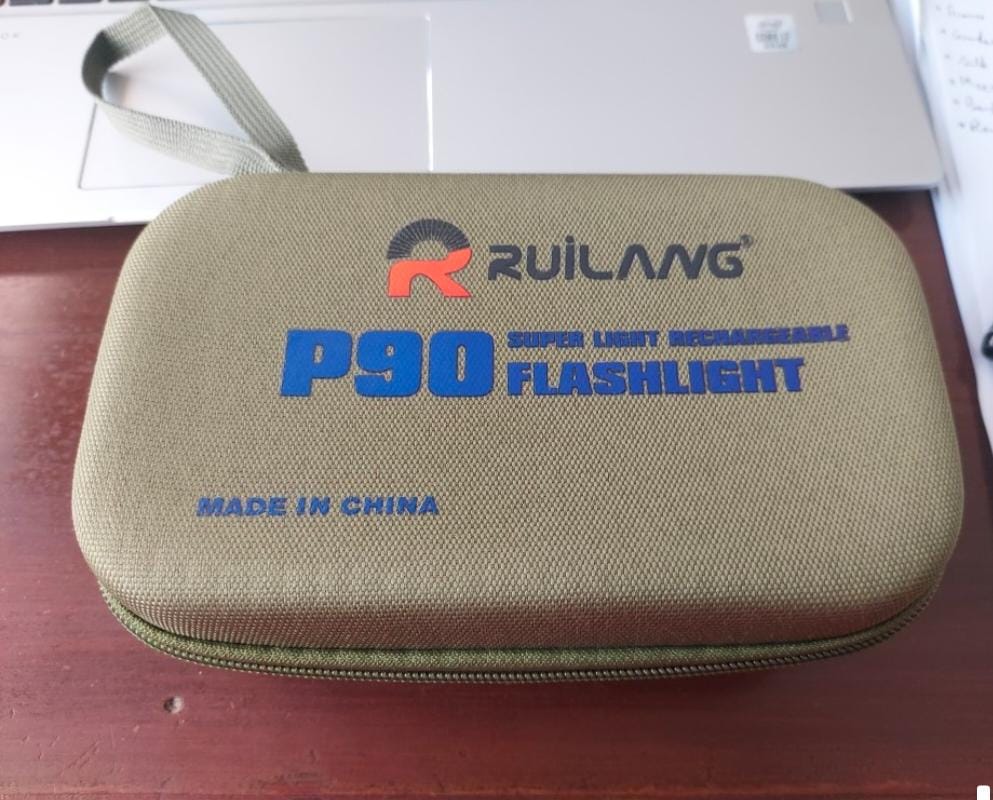 RUiLANG®
P90 SUPER LIGHT RECHARGEABLE
FLASHLIGHT
MADE IN CHINA